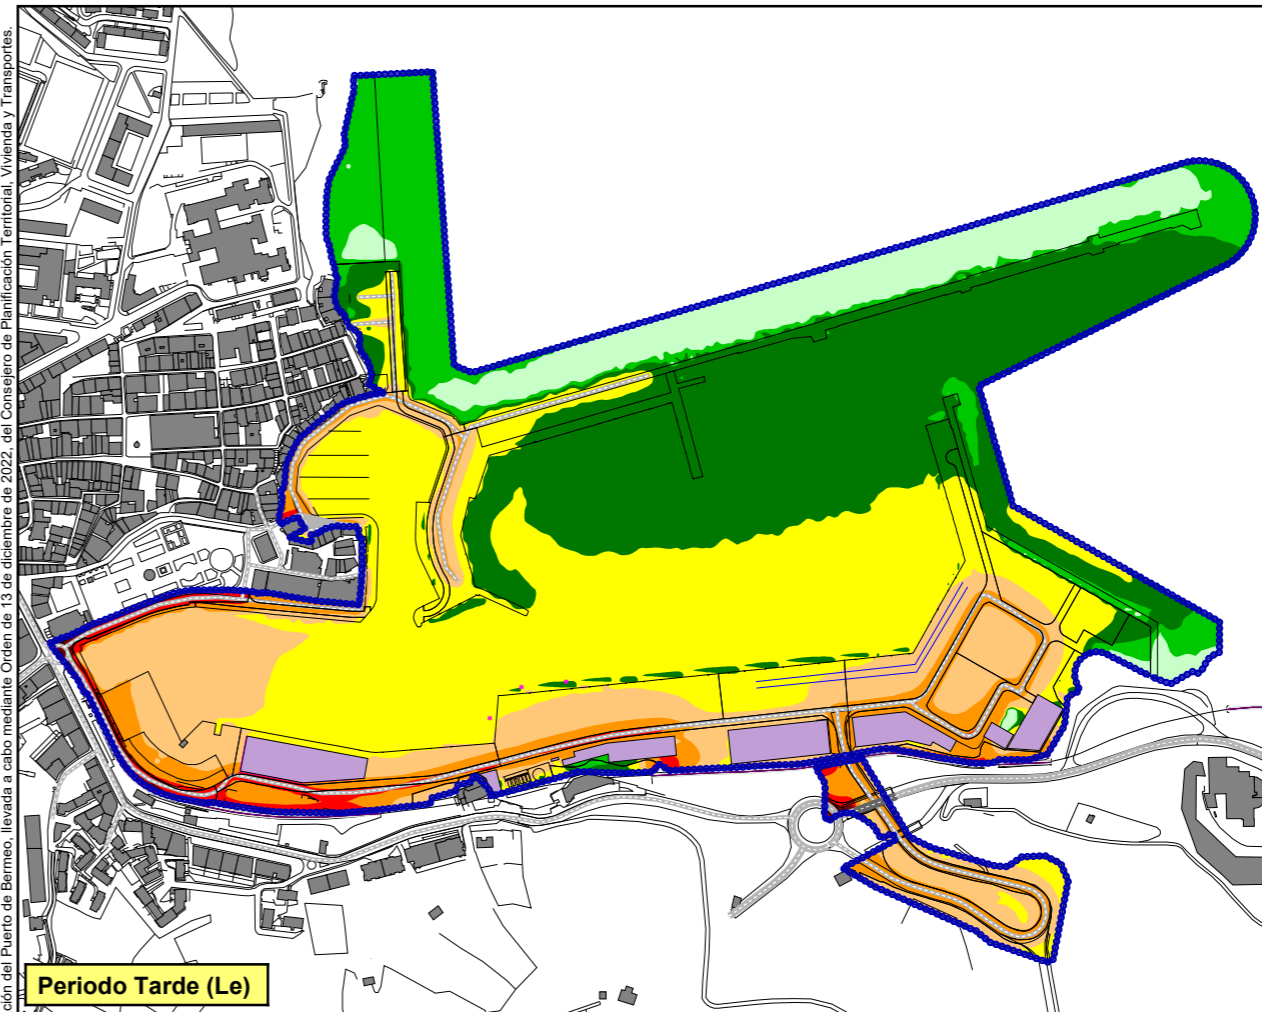 ción del Puerto de Bermeo, llevada a cabo mediante Orden de 13 de diciembre de 2022, del Consejero de Planificación Territorial, Vivienda y Transportes.
Periodo Tarde (Le)